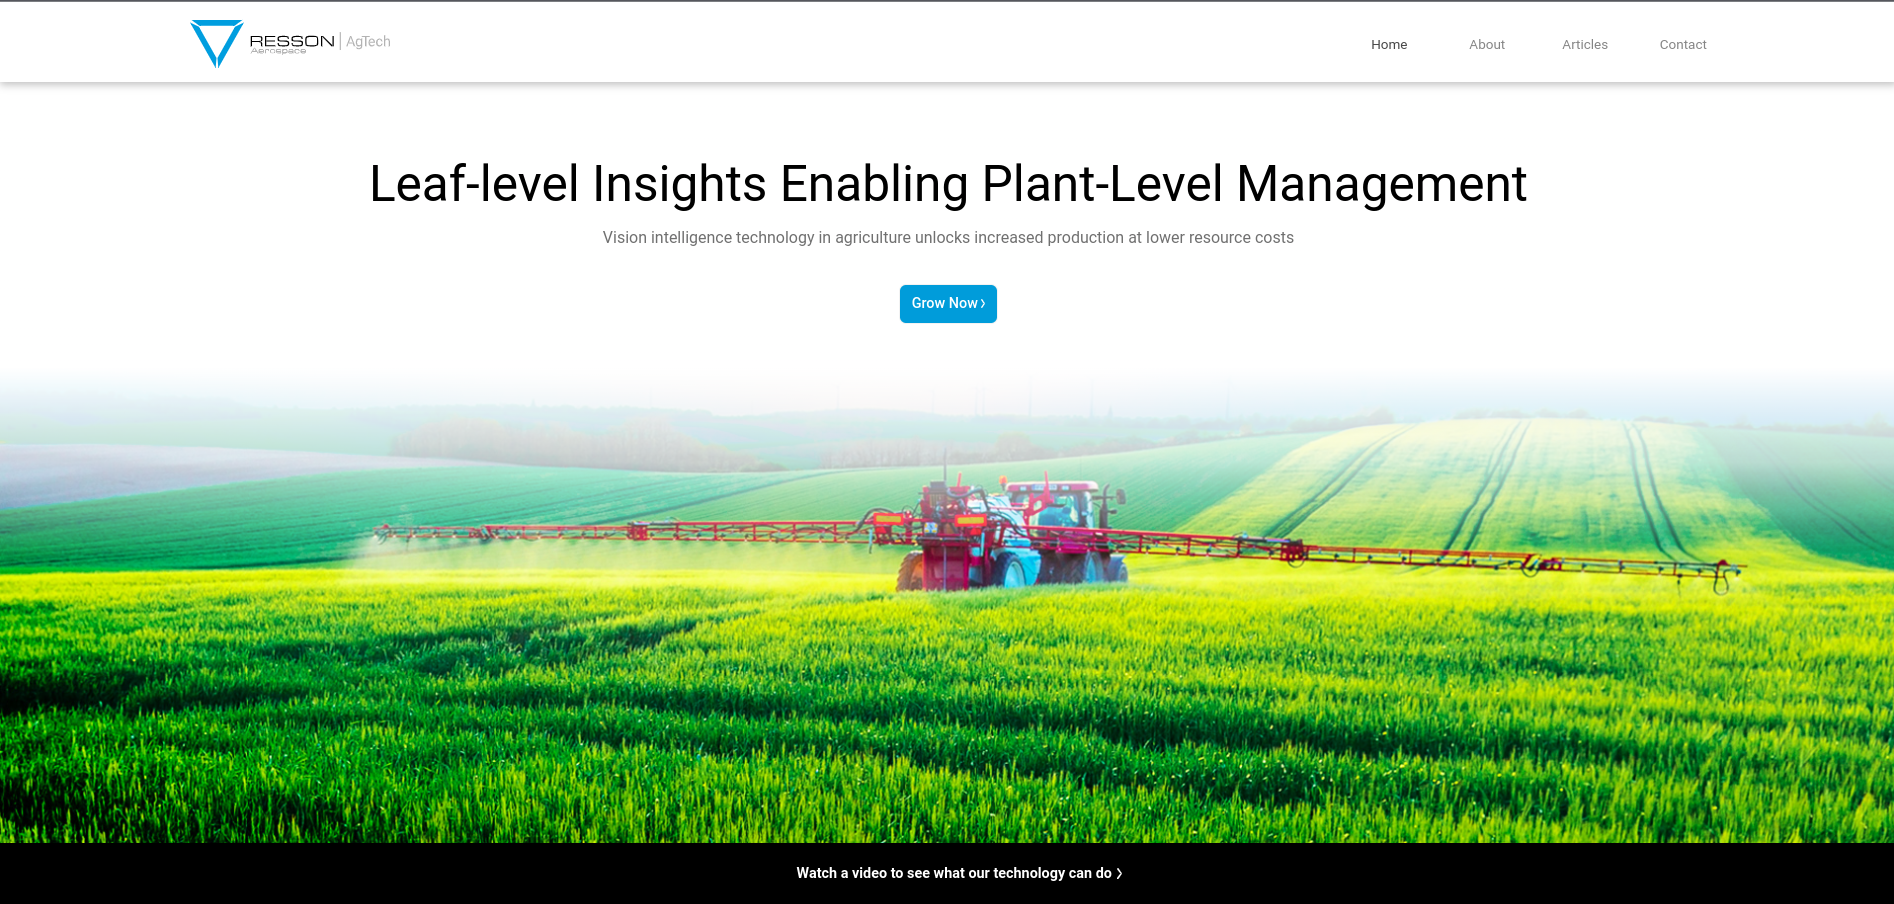 RESSON
Aerospace
AgTech
Home
About
Articles
Contact
Leaf-level Insights Enabling Plant-Level Management
Vision intelligence technology in agriculture unlocks increased production at lower resource costs
Grow Now
Watch a video to see what our technology can do